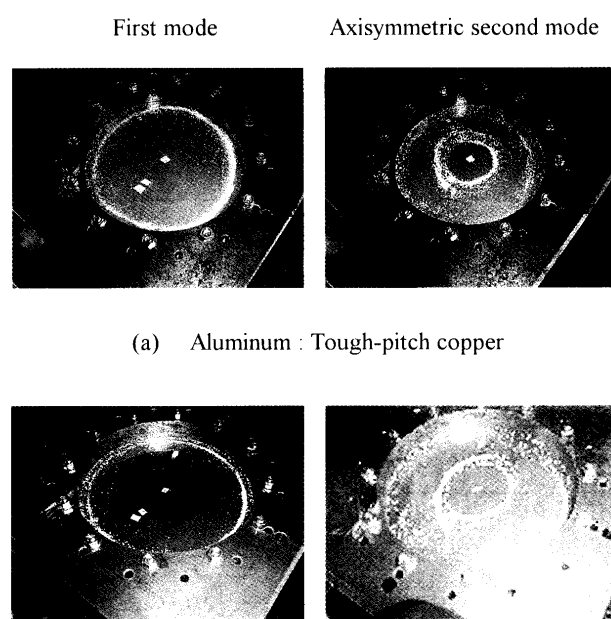 First mode
Axisymmetric second mode
(a) Aluminum : Tough-pitch copper